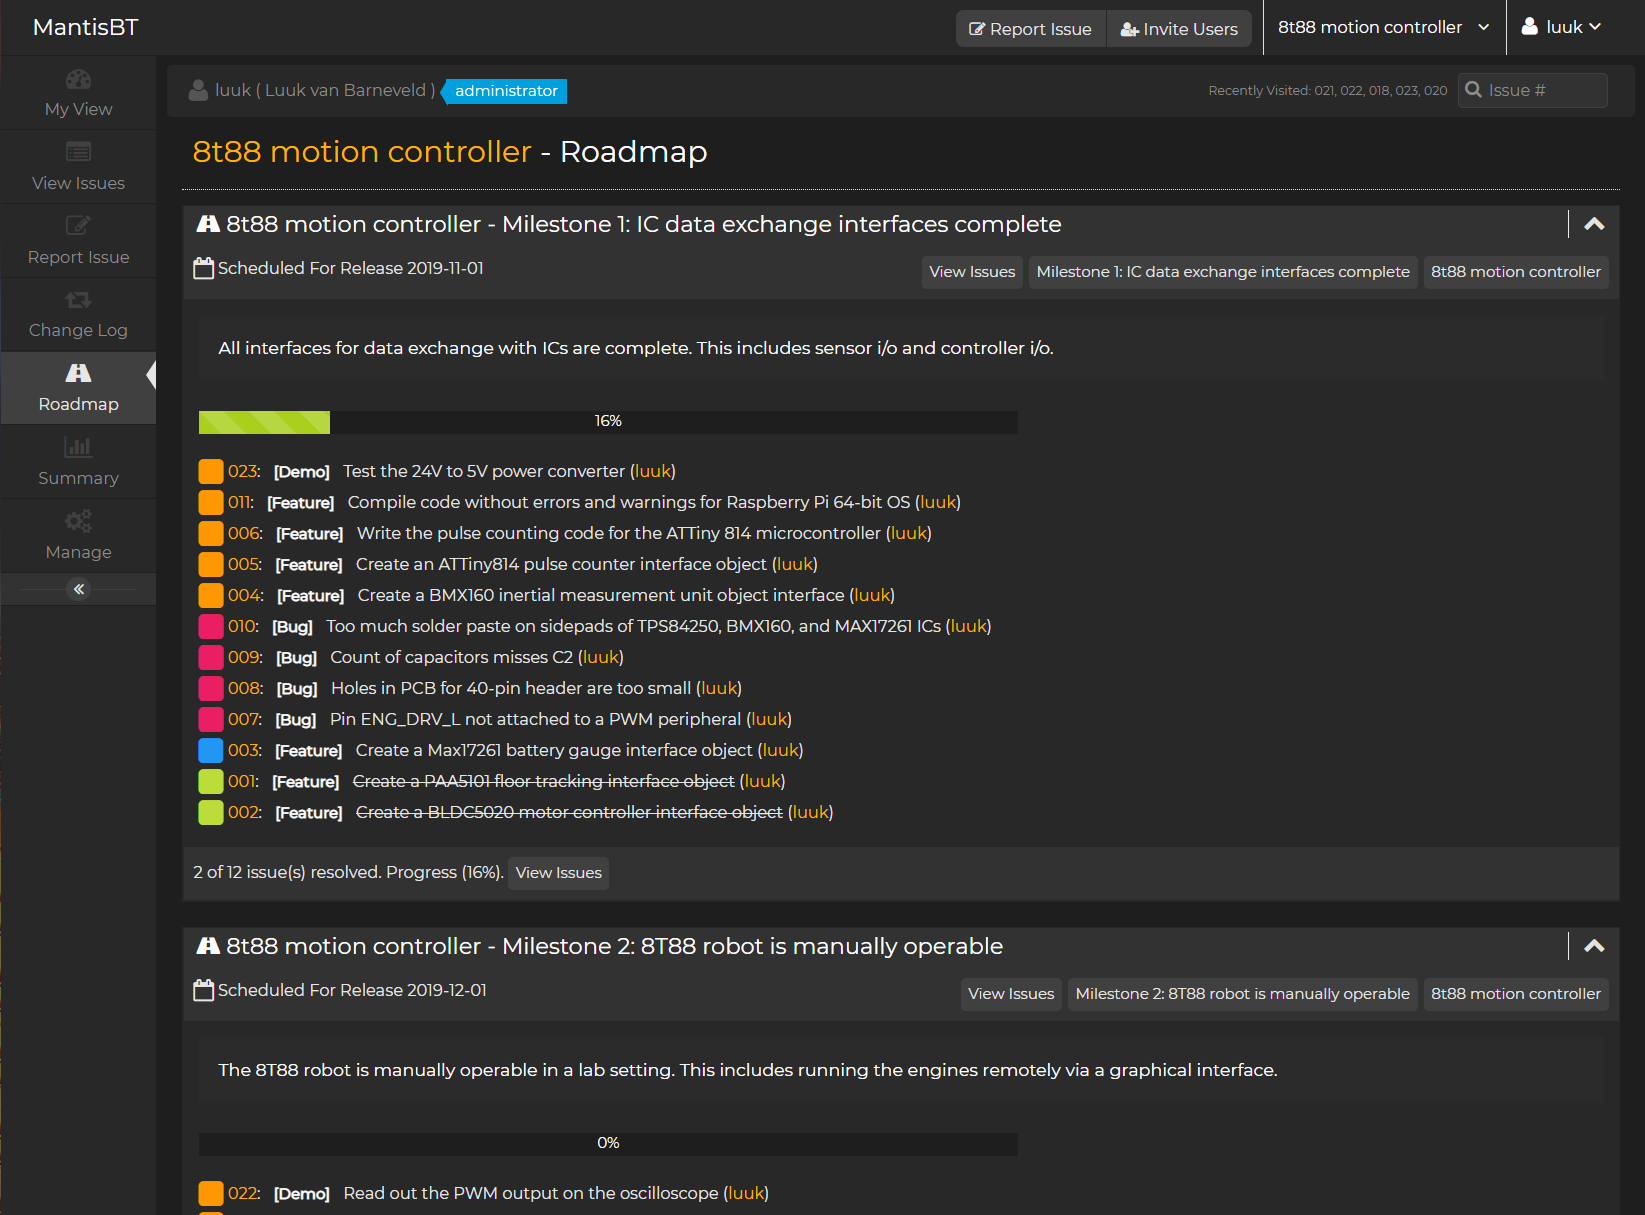 MantisBT
Report Issue
Invite Users
8t88 motion controller
luuk
My View
View Issues
Report Issue
Change Log
Roadmap
Summary
Manage
luuk ( Luuk van Barneveld ) administrator
Recently Visited: 021, 022, 018, 023, 020
Issue #
8t88 motion controller - Roadmap
8t88 motion controller - Milestone 1: IC data exchange interfaces complete
Scheduled For Release 2019-11-01
View Issues
Milestone 1: IC data exchange interfaces complete
8t88 motion controller
All interfaces for data exchange with ICs are complete. This includes sensor i/o and controller i/o.
16%
023: [Demo] Test the 24V to 5V power converter (luuk)
011: [Feature] Compile code without errors and warnings for Raspberry Pi 64-bit OS (luuk)
006: [Feature] Write the pulse counting code for the ATTiny 814 microcontroller (luuk)
005: [Feature] Create an ATTiny814 pulse counter interface object (luuk)
004: [Feature] Create a BMX160 inertial measurement unit object interface (luuk)
010: [Bug] Too much solder paste on sidepads of TPS84250, BMX160, and MAX17261 ICs (luuk)
009: [Bug] Count of capacitors misses C2 (luuk)
008: [Bug] Holes in PCB for 40-pin header are too small (luuk)
007: [Bug] Pin ENG_DRV_L not attached to a PWM peripheral (luuk)
003: [Feature] Create a Max17261 battery gauge interface object (luuk)
001: [Feature] Create a PAA5101 floor tracking interface object (luuk)
002: [Feature] Create a BLDC5020 motor controller interface object (luuk)
2 of 12 issue(s) resolved. Progress (16%). View Issues
8t88 motion controller - Milestone 2: 8T88 robot is manually operable
Scheduled For Release 2019-12-01
View Issues
Milestone 2: 8T88 robot is manually operable
8t88 motion controller
The 8T88 robot is manually operable in a lab setting. This includes running the engines remotely via a graphical interface.
0%
022: [Demo] Read out the PWM output on the oscilloscope (luuk)